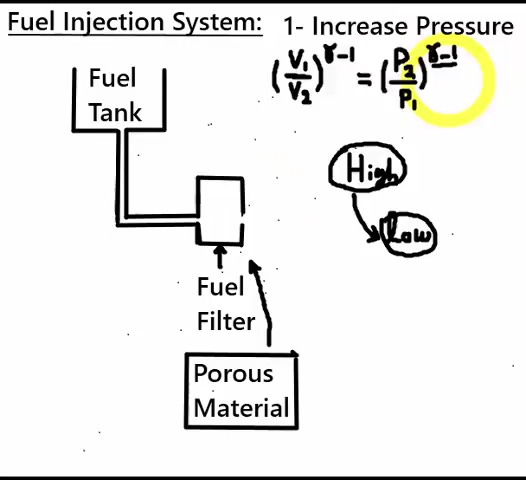 Fuel Injection System: 1- Increase Pressure
(V₁/V₂)^γ-1 = (P₂/P₁)^γ-1
Fuel
Tank
High
Low
Fuel
Filter
Porous
Material